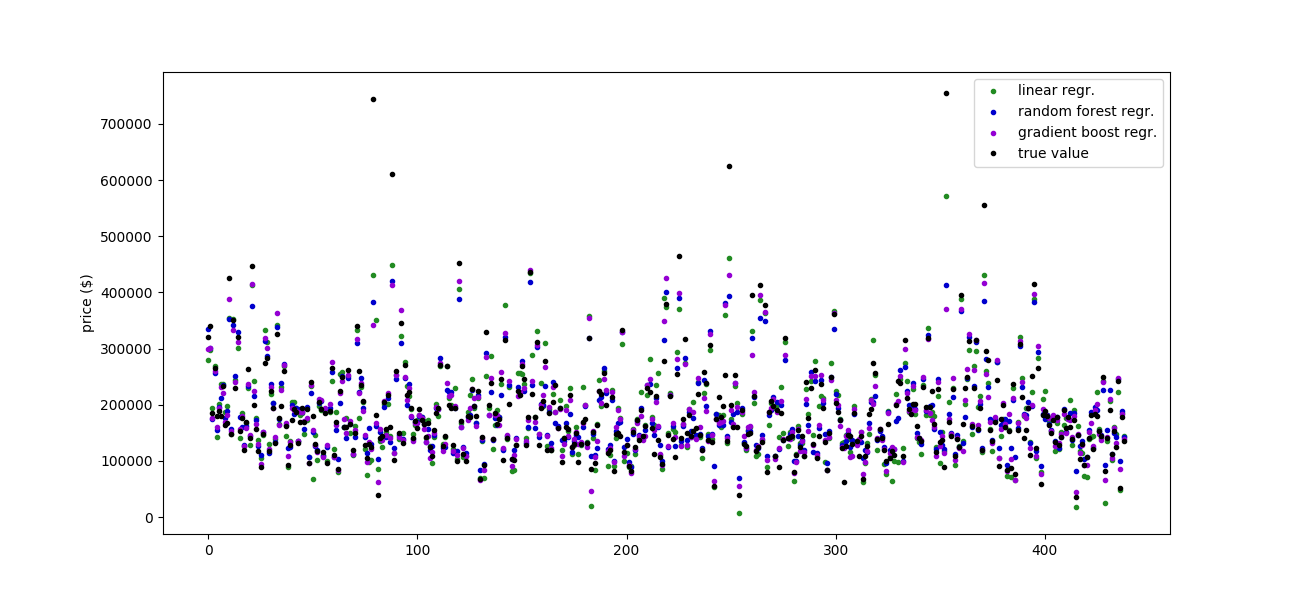 linear regr.
random forest regr.
gradient boost regr.
true value
price ($)
700000
600000
500000
400000
300000
200000
100000
0
0 100 200 300 400